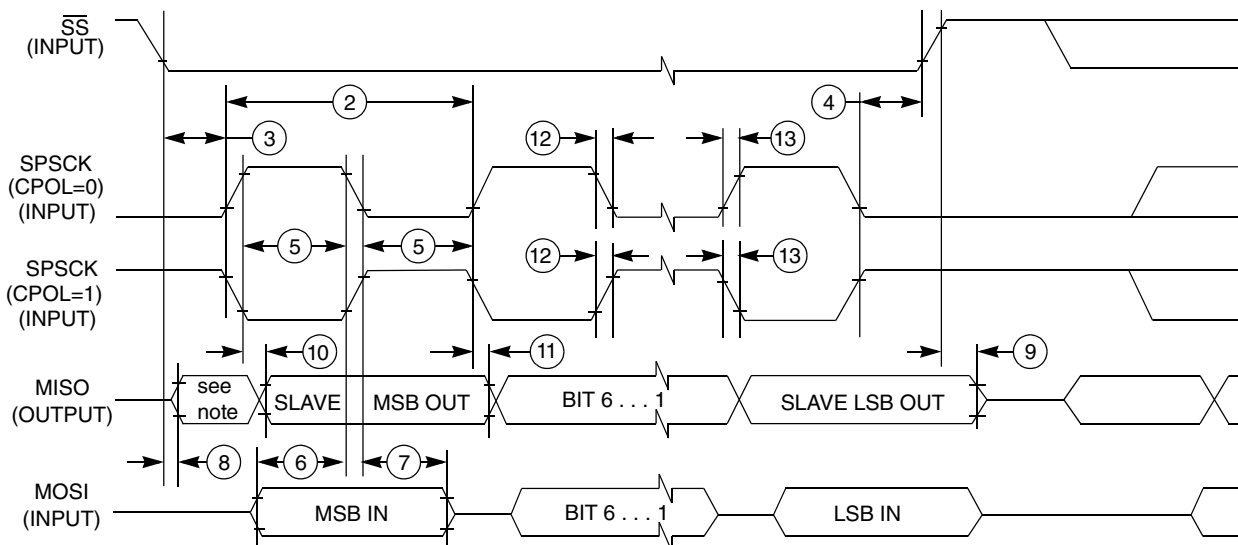 SS
(INPUT)
2
4
3
12
13
SPSCK
(CPOL=0)
(INPUT)
5
5
SPSCK
(CPOL=1)
(INPUT)
12
13
10
11
9
MISO
(OUTPUT)
see
note
SLAVE
MSB OUT
BIT 6 . . . 1
SLAVE LSB OUT
8
6
7
MOSI
(INPUT)
MSB IN
BIT 6 . . . 1
LSB IN